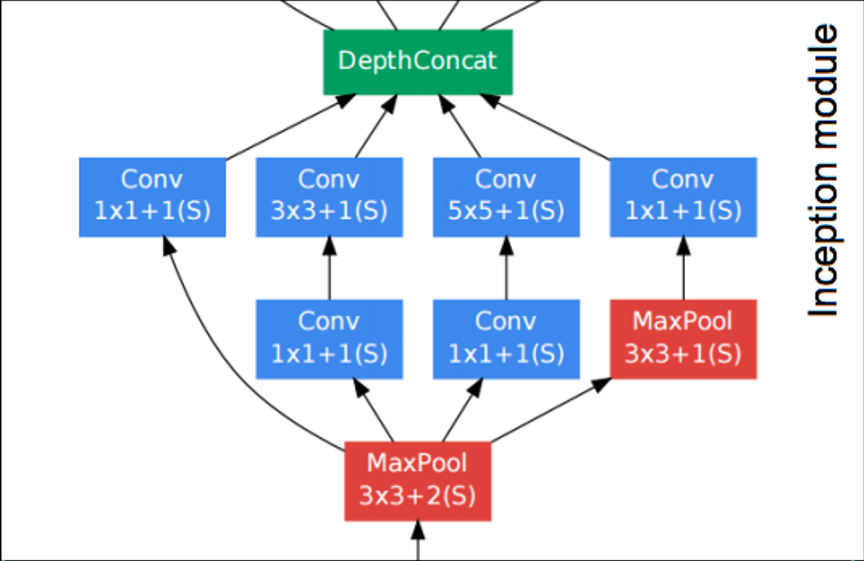 DepthConcat
Conv
1x1+1(S)
Conv
3x3+1(S)
Conv
5x5+1(S)
Conv
1x1+1(S)
Conv
1x1+1(S)
Conv
1x1+1(S)
MaxPool
3x3+1(S)
MaxPool
3x3+2(S)
Inception module